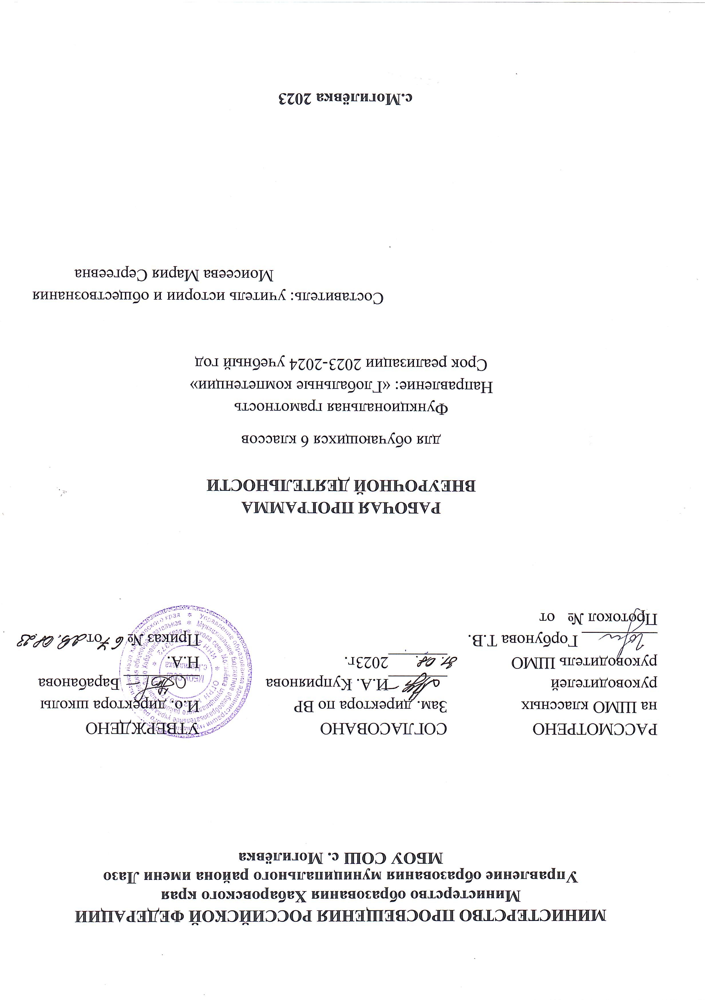 МИНИСТЕРСТВО ПРОСВЕЩЕНИЯ РОССИЙСКОЙ ФЕДЕРАЦИИ
Министерство образования Хабаровского края
Управление образования муниципального района имени Лазо
МБОУ СОШ с. Могилёвка
РАССМОТРЕНО
на ШМО классных
руководителей
руководитель ШМО
Горбунова Т.В.
Протокол № от
СОГЛАСОВАНО
Зам. директора по ВР
И.А. Куприянова
31.08. 2023г.
УТВЕРЖДЕНО
И.о. директора школы
Барабанова
Н.А.
Приказ № 67 от 28.08.23
РАБОЧАЯ ПРОГРАММА
ВНЕУРОЧНОЙ ДЕЯТЕЛЬНОСТИ
для обучающихся 6 классов
Функциональная грамотность
Направление: «Глобальные компетенции»
Срок реализации 2023-2024 учебный год
Составитель: учитель истории и обществознания
Моисеева Мария Сергеевна
с.Могилёвка 2023